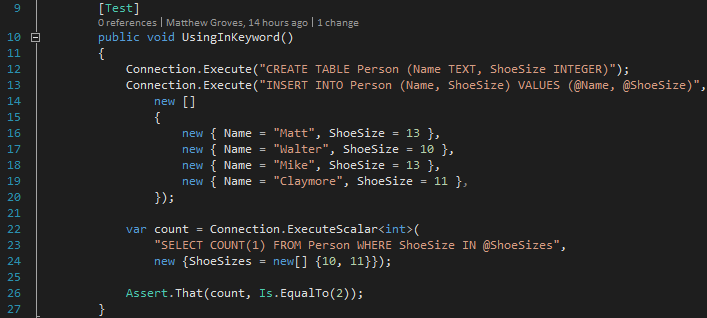 9 [Test]
0 references | Matthew Groves, 14 hours ago | 1 change
10 public void UsingInKeyword()
11 {
12 Connection.Execute("CREATE TABLE Person (Name TEXT, ShoeSize INTEGER)");
13 Connection.Execute("INSERT INTO Person (Name, ShoeSize) VALUES (@Name, @ShoeSize)",
14 new []
15 {
16 new { Name = "Matt", ShoeSize = 13 },
17 new { Name = "Walter", ShoeSize = 10 },
18 new { Name = "Mike", ShoeSize = 13 },
19 new { Name = "Claymore", ShoeSize = 11 },
20 });
21
22 var count = Connection.ExecuteScalar<int>(
23 "SELECT COUNT(1) FROM Person WHERE ShoeSize IN @ShoeSizes",
24 new {ShoeSizes = new[] {10, 11}});
25
26 Assert.That(count, Is.EqualTo(2));
27 }